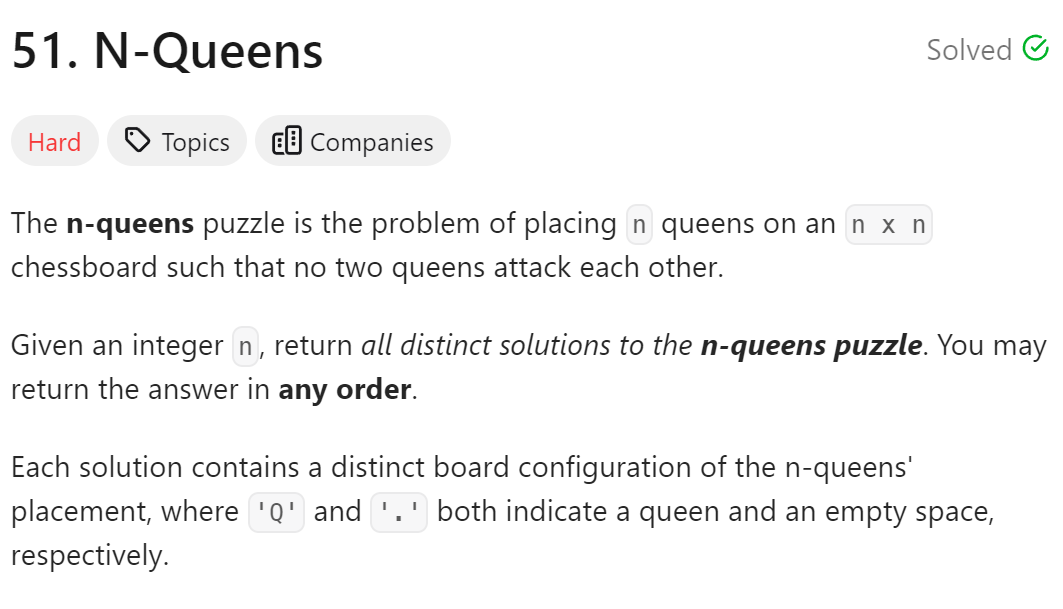 51. N-Queens
Solved
Hard
Topics
Companies
The n-queens puzzle is the problem of placing n queens on an n x n
chessboard such that no two queens attack each other.
Given an integer n, return all distinct solutions to the n-queens puzzle. You may
return the answer in any order.
Each solution contains a distinct board configuration of the n-queens'
placement, where 'Q' and '.' both indicate a queen and an empty space,
respectively.